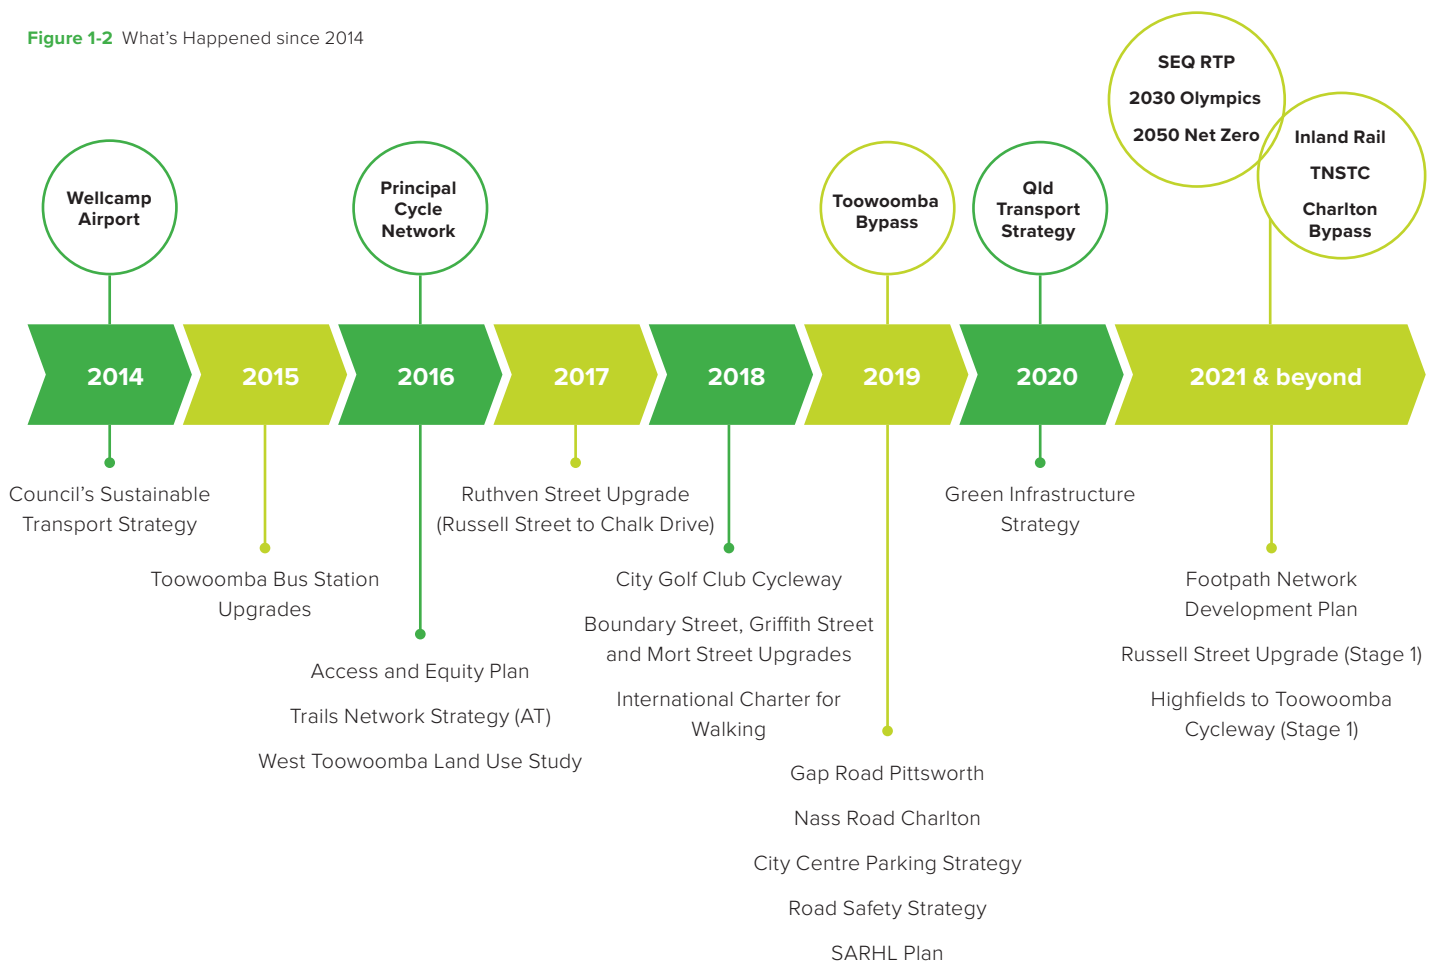 Figure 1-2 What's Happened since 2014
SEQ RTP
2030 Olympics
2050 Net Zero
Inland Rail
TNSTC
Charlton
Bypass
Wellcamp
Airport
Principal
Cycle
Network
Toowoomba
Bypass
Qld
Transport
Strategy
2014
2015
2016
2017
2018
2019
2020
2021 & beyond
Council's Sustainable
Transport Strategy
Toowoomba Bus Station
Upgrades
Access and Equity Plan
Trails Network Strategy (AT)
West Toowoomba Land Use Study
Ruthven Street Upgrade
(Russell Street to Chalk Drive)
City Golf Club Cycleway
Boundary Street, Griffith Street
and Mort Street Upgrades
International Charter for
Walking
Gap Road Pittsworth
Nass Road Charlton
City Centre Parking Strategy
Road Safety Strategy
SARHL Plan
Green Infrastructure
Strategy
Footpath Network
Development Plan
Russell Street Upgrade (Stage 1)
Highfields to Toowoomba
Cycleway (Stage 1)